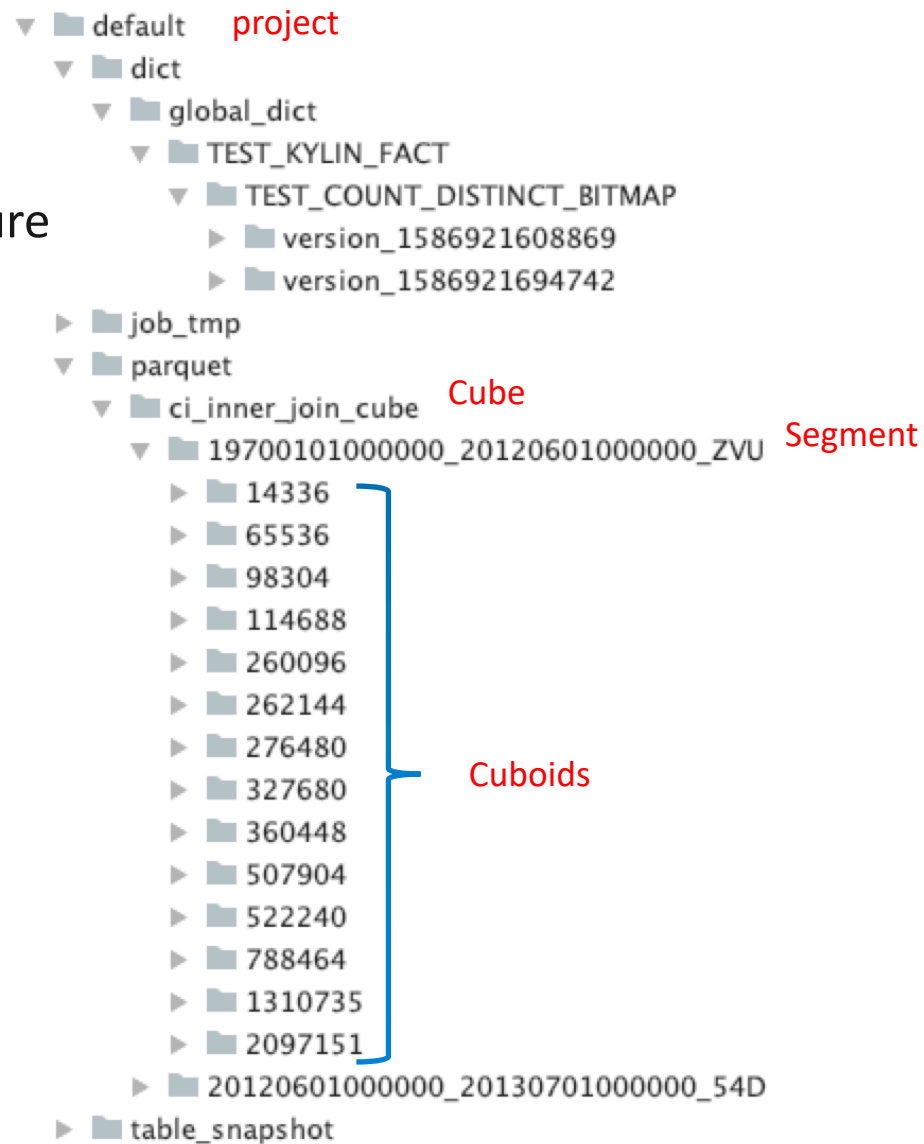 default project
dict
global_dict
TEST_KYLIN_FACT
TEST_COUNT_DISTINCT_BITMAP
ure
version_1586921608869
version_1586921694742
job_tmp
parquet
ci_inner_join_cube Cube
19700101000000_20120601000000_ZVU Segment
14336
65536
98304
114688
260096
262144
276480
327680 Cuboids
360448
507904
522240
788464
1310735
2097151
20120601000000_20130701000000_54D
table_snapshot